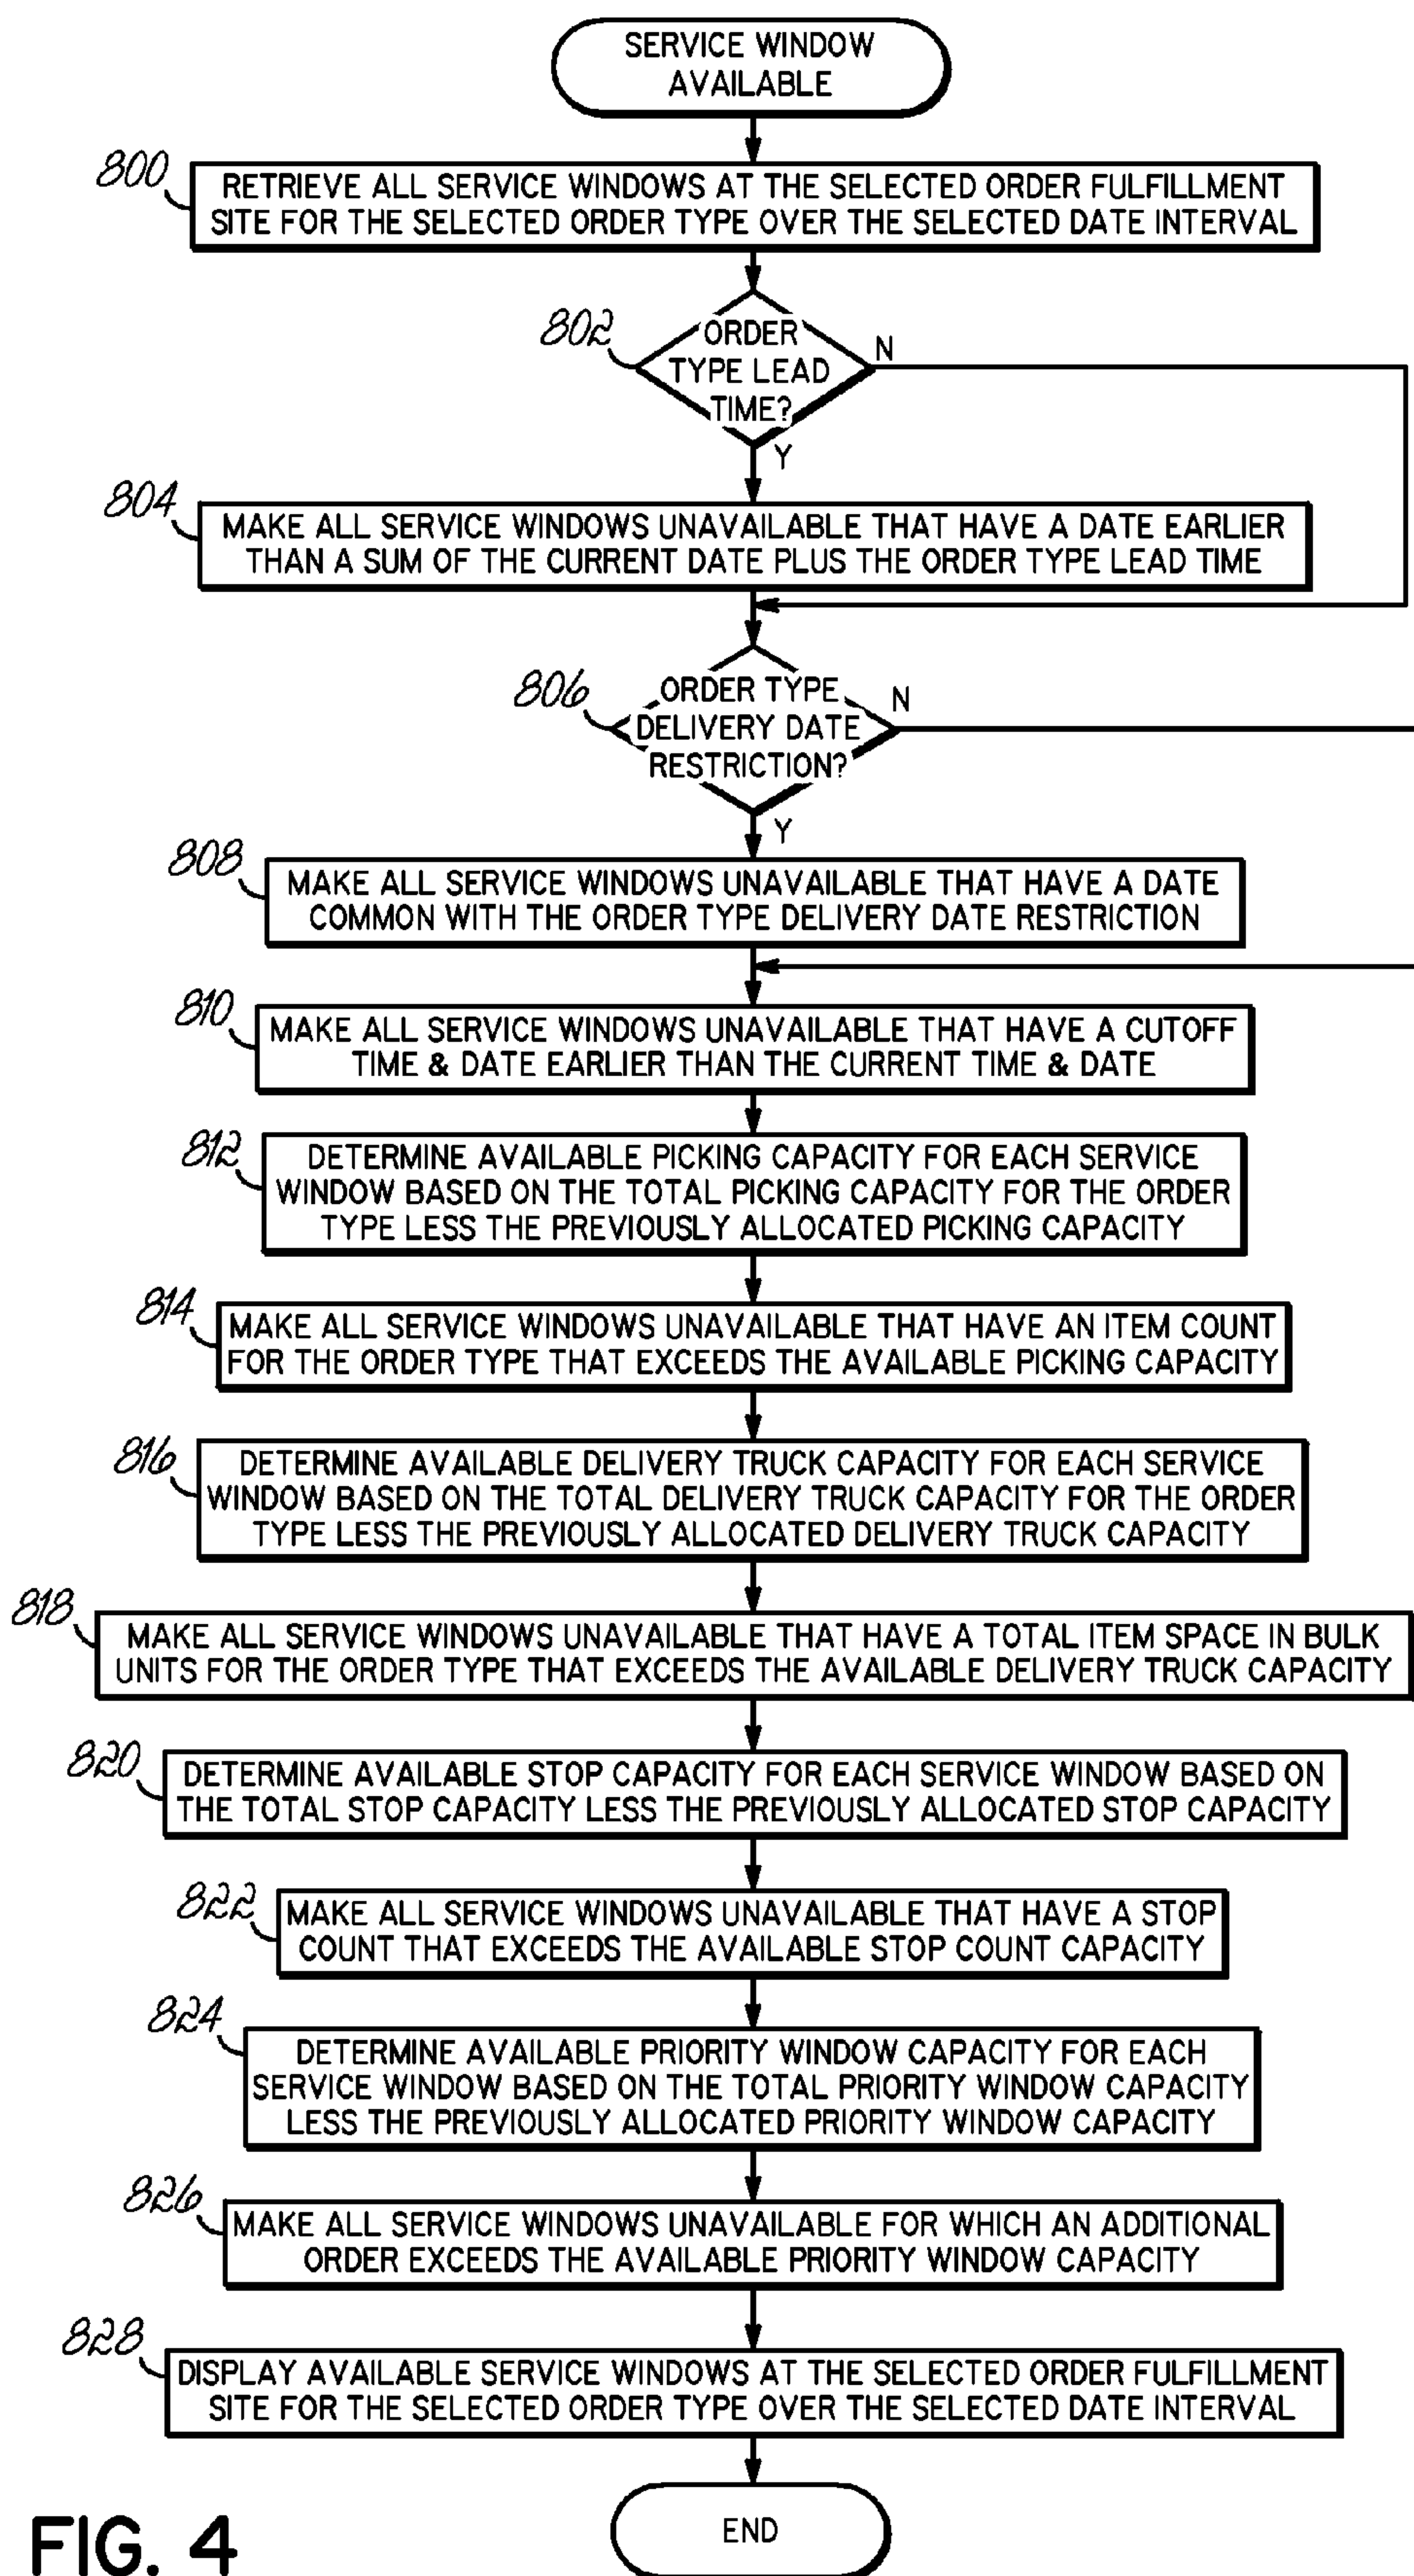 SERVICE WINDOW
AVAILABLE
800
RETRIEVE ALL SERVICE WINDOWS AT THE SELECTED ORDER FULFILLMENT
SITE FOR THE SELECTED ORDER TYPE OVER THE SELECTED DATE INTERVAL
802
ORDER
TYPE LEAD
TIME?
N
Y
804
MAKE ALL SERVICE WINDOWS UNAVAILABLE THAT HAVE A DATE EARLIER
THAN A SUM OF THE CURRENT DATE PLUS THE ORDER TYPE LEAD TIME
806
ORDER TYPE
DELIVERY DATE
RESTRICTION?
N
Y
808
MAKE ALL SERVICE WINDOWS UNAVAILABLE THAT HAVE A DATE
COMMON WITH THE ORDER TYPE DELIVERY DATE RESTRICTION
810
MAKE ALL SERVICE WINDOWS UNAVAILABLE THAT HAVE A CUTOFF
TIME & DATE EARLIER THAN THE CURRENT TIME & DATE
812
DETERMINE AVAILABLE PICKING CAPACITY FOR EACH SERVICE
WINDOW BASED ON THE TOTAL PICKING CAPACITY FOR THE ORDER
TYPE LESS THE PREVIOUSLY ALLOCATED PICKING CAPACITY
814
MAKE ALL SERVICE WINDOWS UNAVAILABLE THAT HAVE AN ITEM COUNT
FOR THE ORDER TYPE THAT EXCEEDS THE AVAILABLE PICKING CAPACITY
816
DETERMINE AVAILABLE DELIVERY TRUCK CAPACITY FOR EACH SERVICE
WINDOW BASED ON THE TOTAL DELIVERY TRUCK CAPACITY FOR THE ORDER
TYPE LESS THE PREVIOUSLY ALLOCATED DELIVERY TRUCK CAPACITY
818
MAKE ALL SERVICE WINDOWS UNAVAILABLE THAT HAVE A TOTAL ITEM SPACE IN BULK
UNITS FOR THE ORDER TYPE THAT EXCEEDS THE AVAILABLE DELIVERY TRUCK CAPACITY
820
DETERMINE AVAILABLE STOP CAPACITY FOR EACH SERVICE WINDOW BASED ON
THE TOTAL STOP CAPACITY LESS THE PREVIOUSLY ALLOCATED STOP CAPACITY
822
MAKE ALL SERVICE WINDOWS UNAVAILABLE THAT HAVE A STOP
COUNT THAT EXCEEDS THE AVAILABLE STOP COUNT CAPACITY
824
DETERMINE AVAILABLE PRIORITY WINDOW CAPACITY FOR EACH
SERVICE WINDOW BASED ON THE TOTAL PRIORITY WINDOW CAPACITY
LESS THE PREVIOUSLY ALLOCATED PRIORITY WINDOW CAPACITY
826
MAKE ALL SERVICE WINDOWS UNAVAILABLE FOR WHICH AN ADDITIONAL
ORDER EXCEEDS THE AVAILABLE PRIORITY WINDOW CAPACITY
828
DISPLAY AVAILABLE SERVICE WINDOWS AT THE SELECTED ORDER FULFILLMENT
SITE FOR THE SELECTED ORDER TYPE OVER THE SELECTED DATE INTERVAL
END
FIG. 4